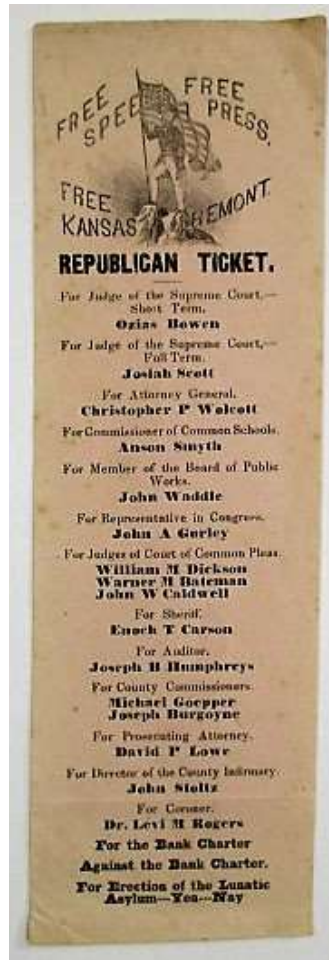 FREE SPEE
FREE PRESS.
FREE KANSAS
REMONT.
REPUBLICAN TICKET.
For Judge of the Supreme Court,—
Short Term,
Ozias Bowen
For Judge of the Supreme Court,—
Full Term.
Josiah Scott
For Attorney General,
Christopher P Wolcott
For Commissioner of Common Schools.
Anson Smyth
For Member of the Board of Public
Works.
John Waddle
For Representative in Congress.
John A Gurley
For Judges of Court of Common Pleas.
William M Dickson
Warner M Bateman
John W Caldwell
For Sheriff.
Enoch T Carson
For Auditor,
Joseph B Humphreys
For County Commissioners.
Michael Goepper
Joseph Burgoyne
For Prosecuting Attorney.
David P Lowe
For Director of the County Infirmary
John Stoltz
For Coroner.
Dr. Levi M Rogers
For the Bank Charter
Against the Bank Charter.
For Erection of the Lunatic
Asylum—Yea—Nay